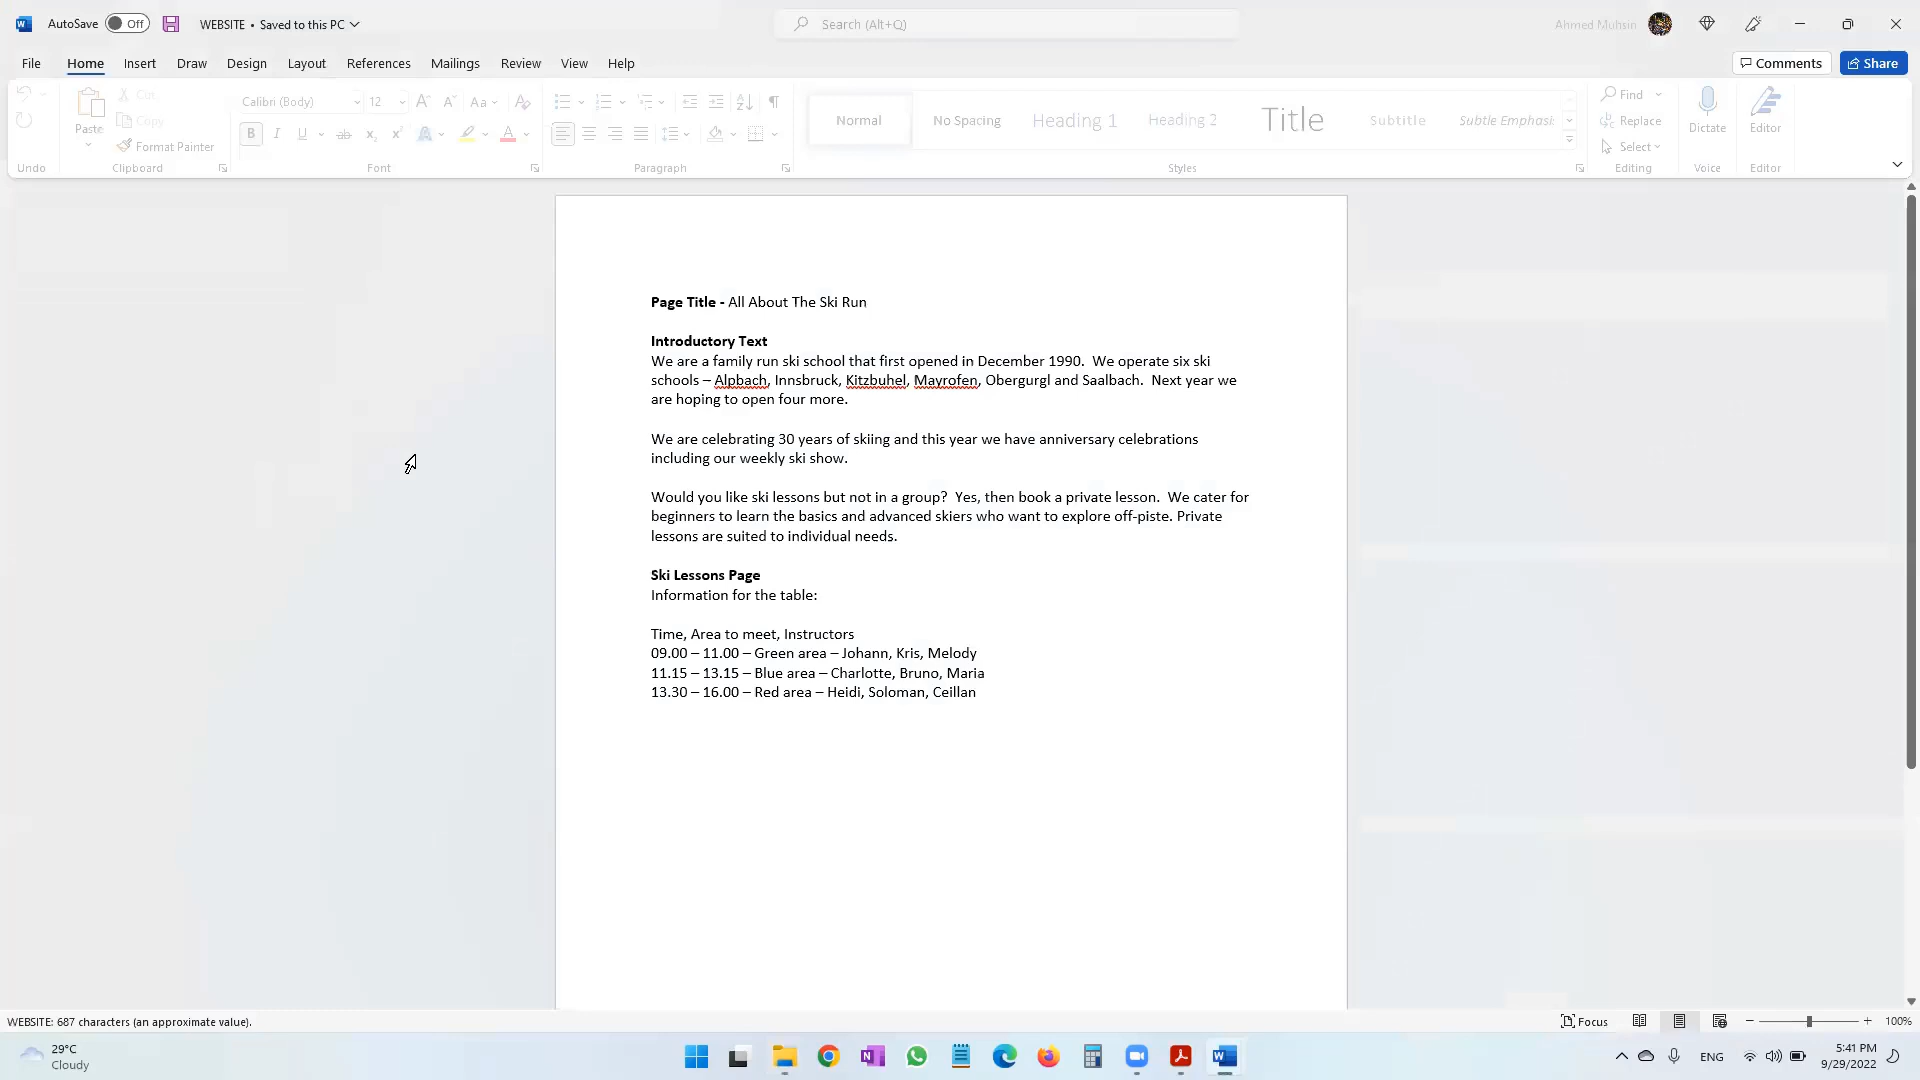 AutoSave Off WEBSITE • Saved to this PC Search (Alt+Q) Ahmed Muhsin
File Home Insert Draw Design Layout References Mailings Review View Help Comments Share
Paste Cut Copy Format Painter
Calibri (Body) 12 Aa
Normal No Spacing Heading 1 Heading 2 Title Subtitle Subtle Emphasi
Find Replace Select Dictate Editor
Undo Clipboard Font Paragraph Styles Editing Voice Editor
Page Title - All About The Ski Run
Introductory Text
We are a family run ski school that first opened in December 1990.  We operate six ski
schools – Alpbach, Innsbruck, Kitzbuhel, Mayrofen, Obergurgl and Saalbach.  Next year we
are hoping to open four more.
We are celebrating 30 years of skiing and this year we have anniversary celebrations
including our weekly ski show.
Would you like ski lessons but not in a group?  Yes, then book a private lesson.  We cater for
beginners to learn the basics and advanced skiers who want to explore off-piste. Private
lessons are suited to individual needs.
Ski Lessons Page
Information for the table:
Time, Area to meet, Instructors
09.00 – 11.00 – Green area – Johann, Kris, Melody
11.15 – 13.15 – Blue area – Charlotte, Bruno, Maria
13.30 – 16.00 – Red area – Heidi, Soloman, Ceillan
WEBSITE: 687 characters (an approximate value). Focus 100%
29°C
Cloudy
ENG
5:41 PM
9/29/2022